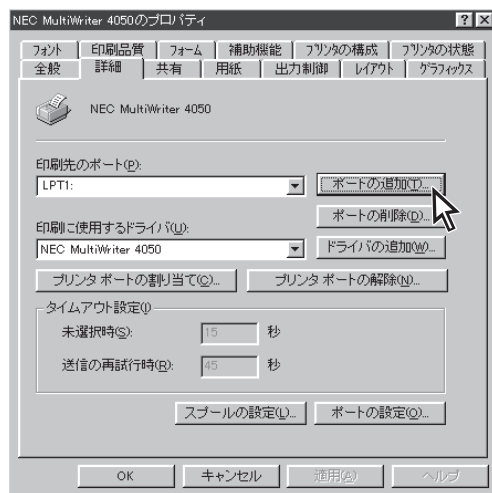 NEC MultiWriter 4050のプロパティ
フォント 印刷品質 フォーム 補助機能 プリンタの構成 プリンタの状態
全般 詳細 共有 用紙 出力制御 レイアウト グラフィックス
NEC MultiWriter 4050
印刷先のポート(P):
LPT1: ポートの追加(T)...
ポートの削除(D)...
印刷に使用するドライバ(U):
NEC MultiWriter 4050 ドライバの追加(W)...
プリンタ ポートの割り当て(C)... プリンタ ポートの解除(N)...
タイムアウト設定(I)
未選択時(S): 15 秒
送信の再試行時(R): 45 秒
スプールの設定(L)... ポートの設定(O)...
OK キャンセル 適用(A) ヘルプ